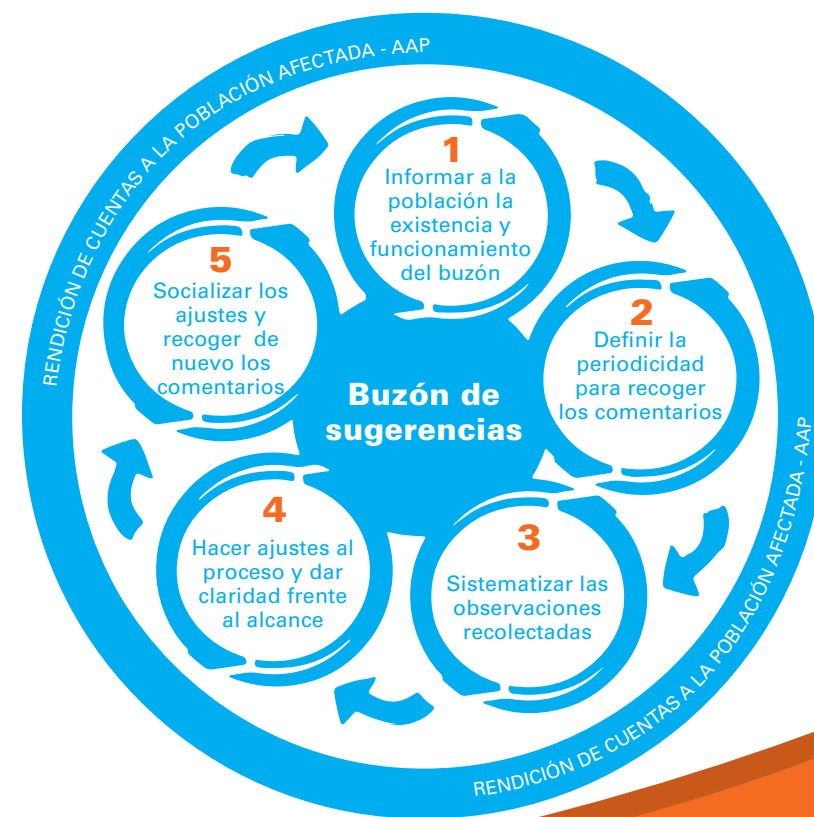 RENDICIÓN DE CUENTAS A LA POBLACIÓN AFECTADA - AAP
1
Informar a la
población la
existencia y
funcionamiento
del buzón
2
Definir la
periodicidad
para recoger
los comentarios
3
Sistematizar las
observaciones
recolectadas
4
Hacer ajustes al
proceso y dar
claridad frente
al alcance
5
Socializar los
ajustes y
recoger de
nuevo los
comentarios
Buzón de
sugerencias
RENDICIÓN DE CUENTAS A LA POBLACIÓN AFECTADA - AAP